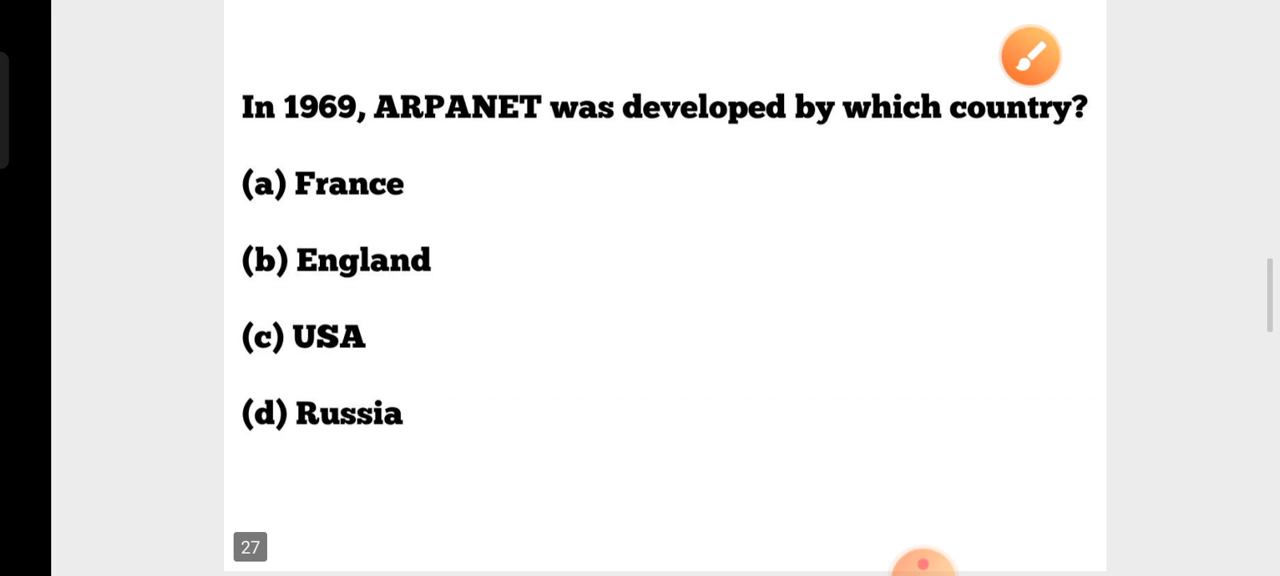 In 1969, ARPANET was developed by which country?
(a) France
(b) England
(c) USA
(d) Russia
27